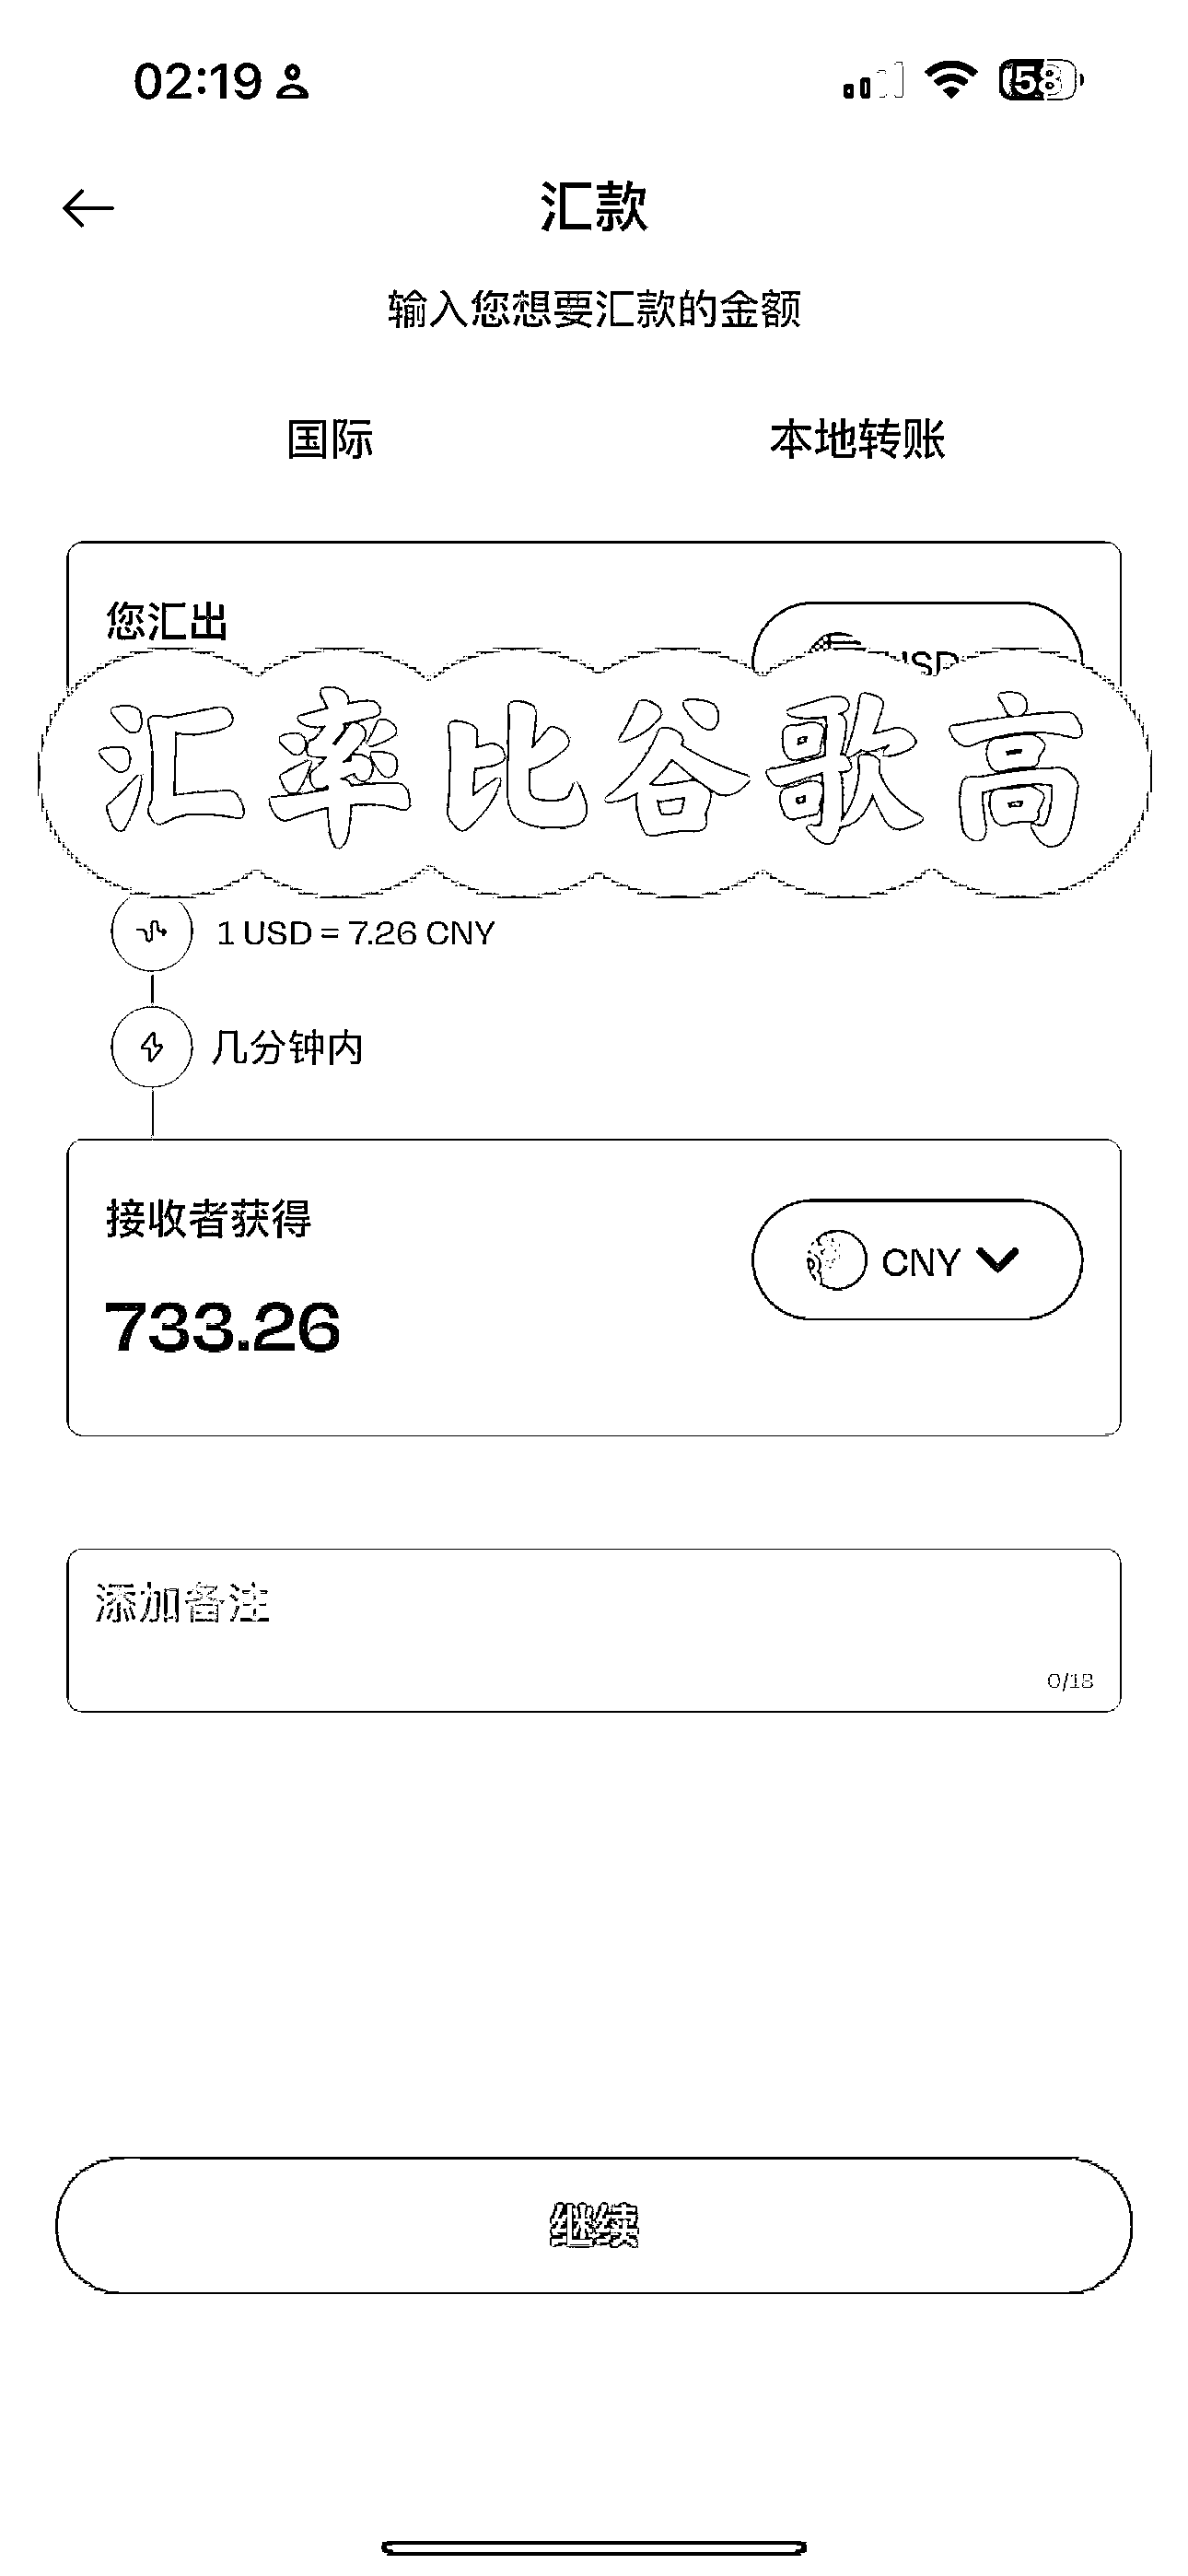 02:19
58
汇款
输入您想要汇款的金额
国际 本地转账
您汇出
USD
汇率比谷歌高
1 USD = 7.26 CNY
几分钟内
接收者获得
CNY
733.26
添加备注
0/18
继续